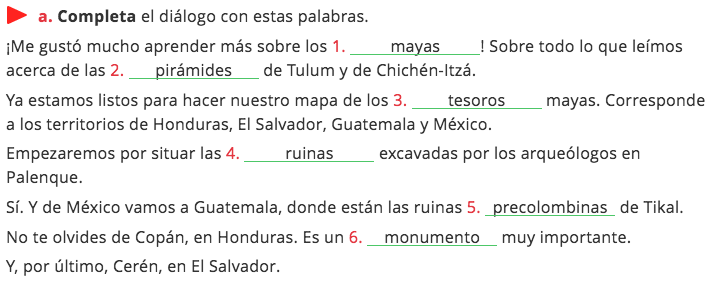 a. Completa el diálogo con estas palabras.
¡Me gustó mucho aprender más sobre los 1. mayas! Sobre todo lo que leímos
acerca de las 2. pirámides de Tulum y de Chichén-Itzá.
Ya estamos listos para hacer nuestro mapa de los 3. tesoros mayas. Corresponde
a los territorios de Honduras, El Salvador, Guatemala y México.
Empezaremos por situar las 4. ruinas excavadas por los arqueólogos en
Palenque.
Sí. Y de México vamos a Guatemala, donde están las ruinas 5. precolombinas de Tikal.
No te olvides de Copán, en Honduras. Es un 6. monumento muy importante.
Y, por último, Cerén, en El Salvador.